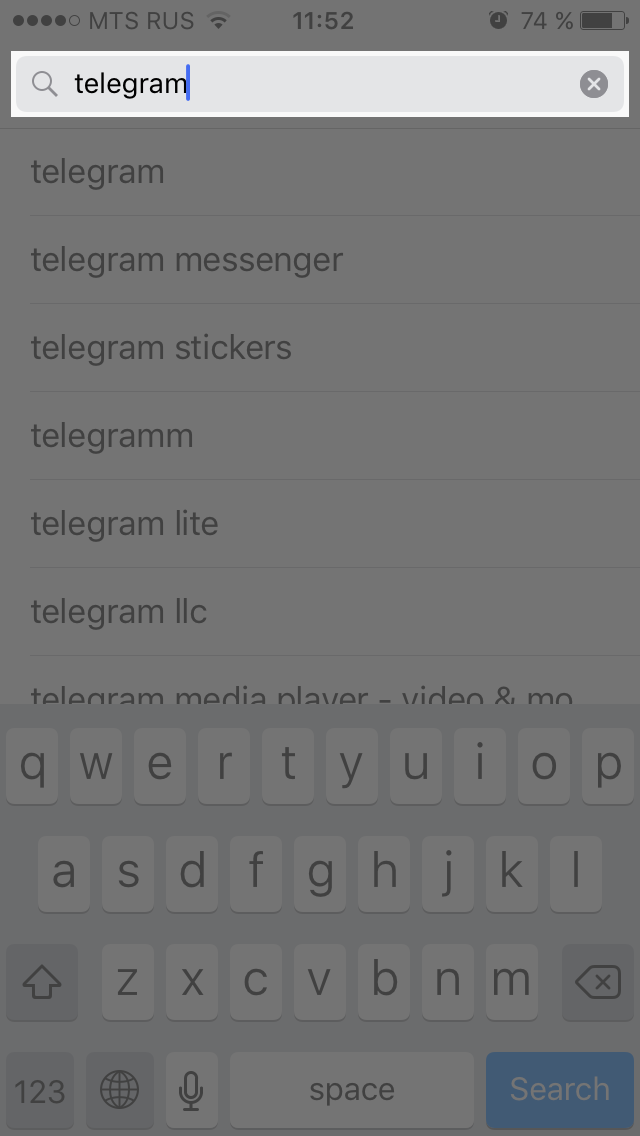 MTS RUS 11:52 74 %
telegram
telegram
telegram messenger
telegram stickers
telegramm
telegram lite
telegram llc
telegram media player - video & mo
q w e r t y u i o p
a s d f g h j k l
z x c v b n m
123 space Search